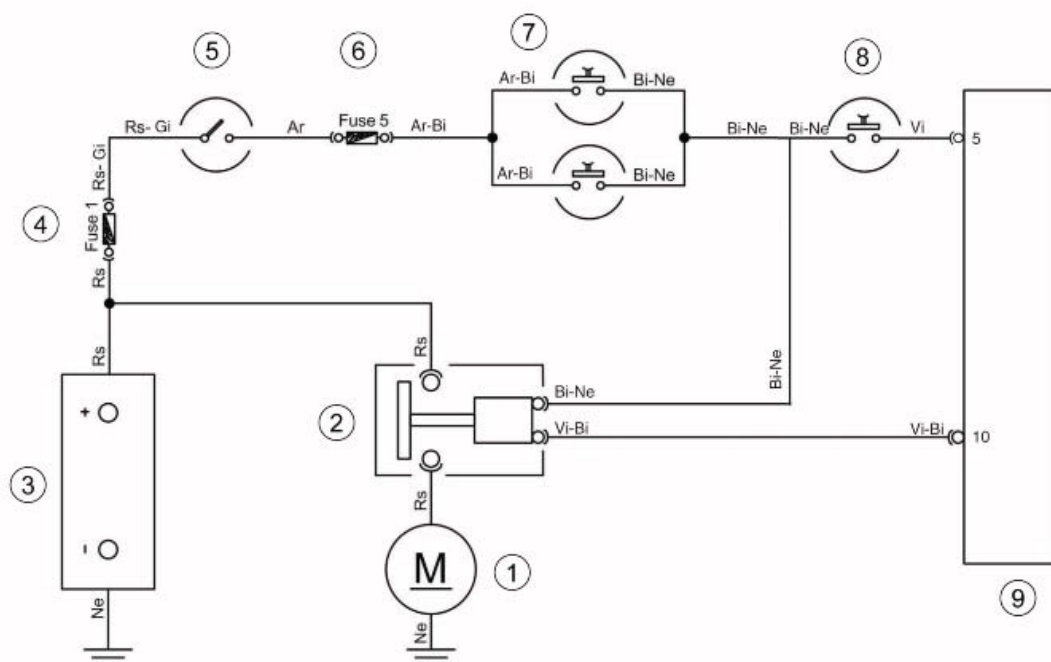 5
6
7
8
Ar-Bi
Bi-Ne
Rs- Gi
Ar
Fuse 5
Ar-Bi
Bi-Ne
Bi-Ne
Vi
5
Ar-Bi
Bi-Ne
Rs- Gi
4
Fuse 1
Rs
Rs
Rs
Bi-Ne
Bi-Ne
2
Vi-Bi
Vi-Bi
10
+
3
-
Rs
M
1
9
Ne
Ne